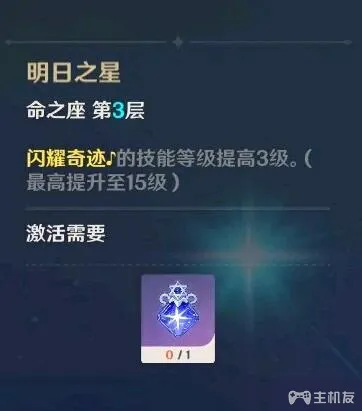 明日之星
命之座 第3层
闪耀奇迹♪的技能等级提高3级。(
最高提升至15级)
激活需要
0/1
主机友